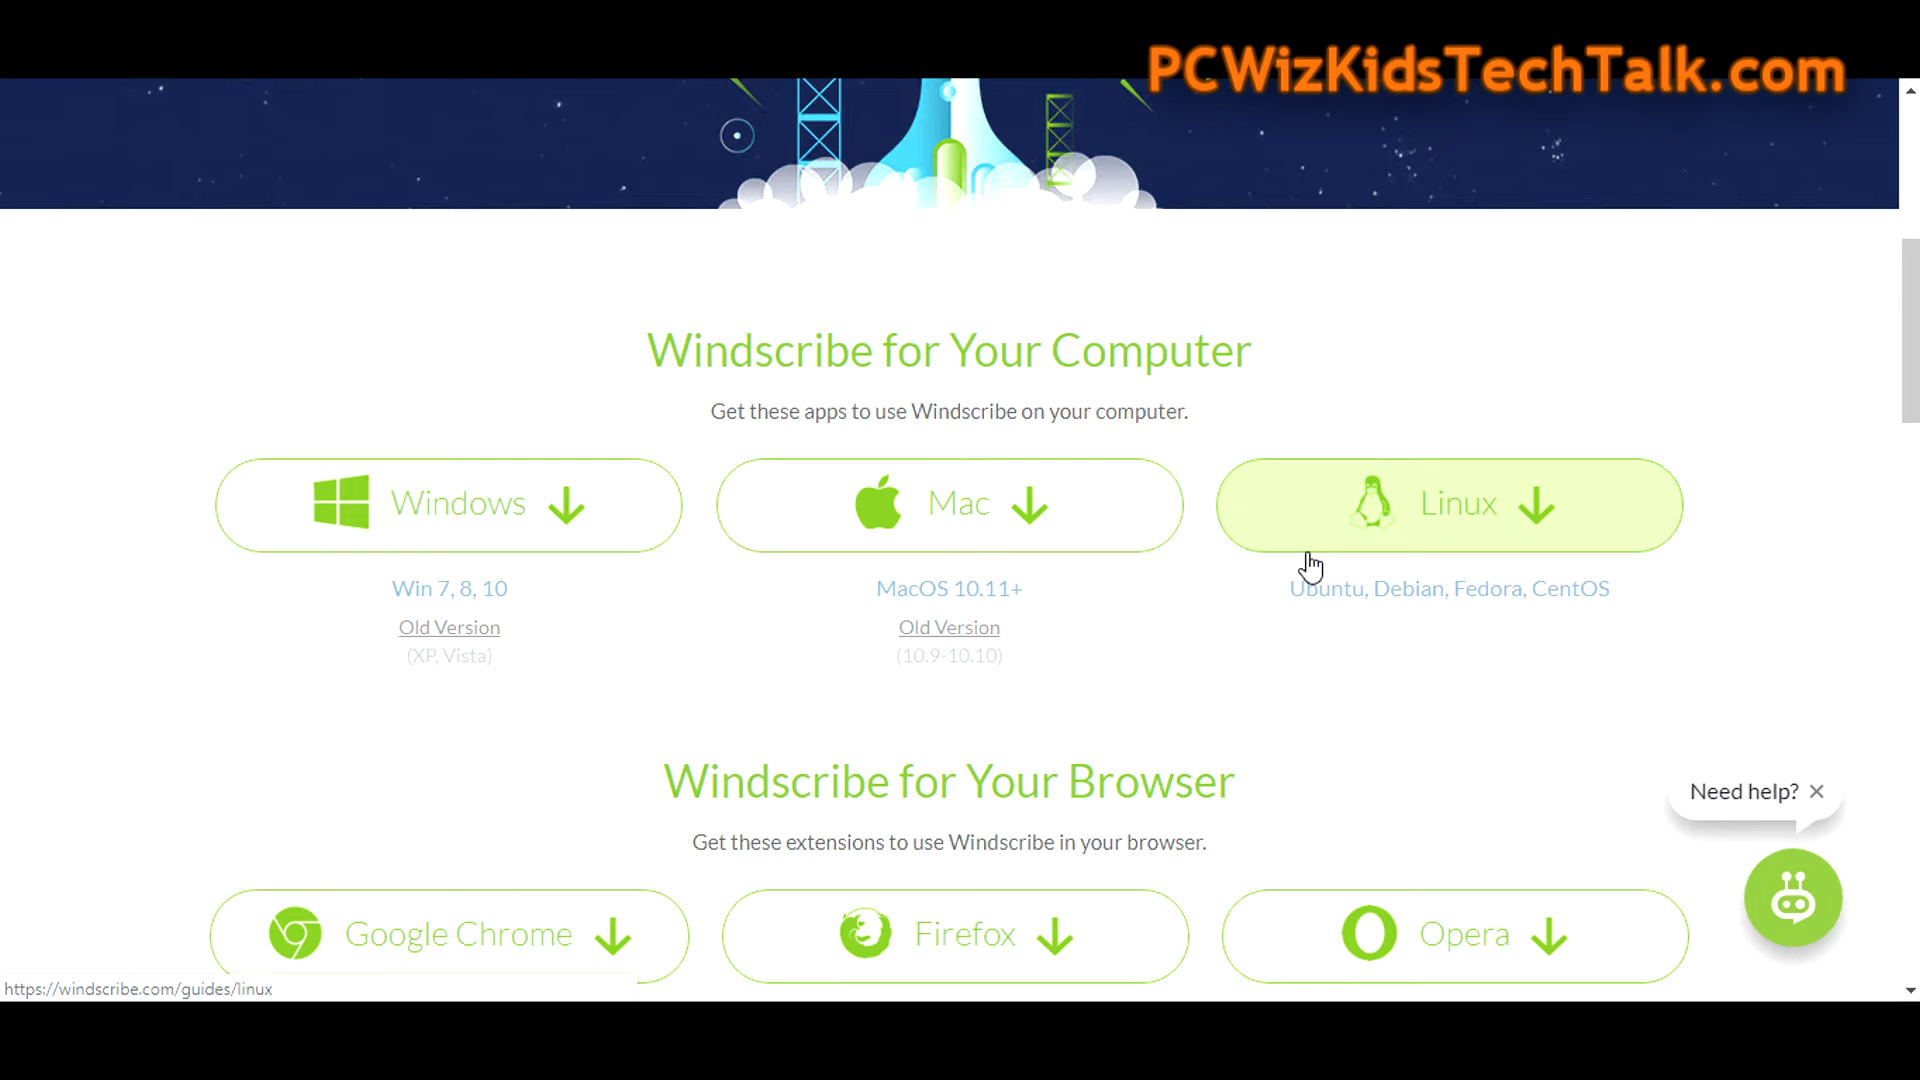 PCWizKidsTechTalk.com
Windscribe for Your Computer
Get these apps to use Windscribe on your computer.
Windows
Mac
Linux
Win 7, 8, 10
MacOS 10.11+
Ubuntu, Debian, Fedora, CentOS
Old Version
Old Version
(XP, Vista)
(10.9-10.10)
Windscribe for Your Browser
Need help?
Get these extensions to use Windscribe in your browser.
Google Chrome
Firefox
Opera
https://windscribe.com/guides/linux